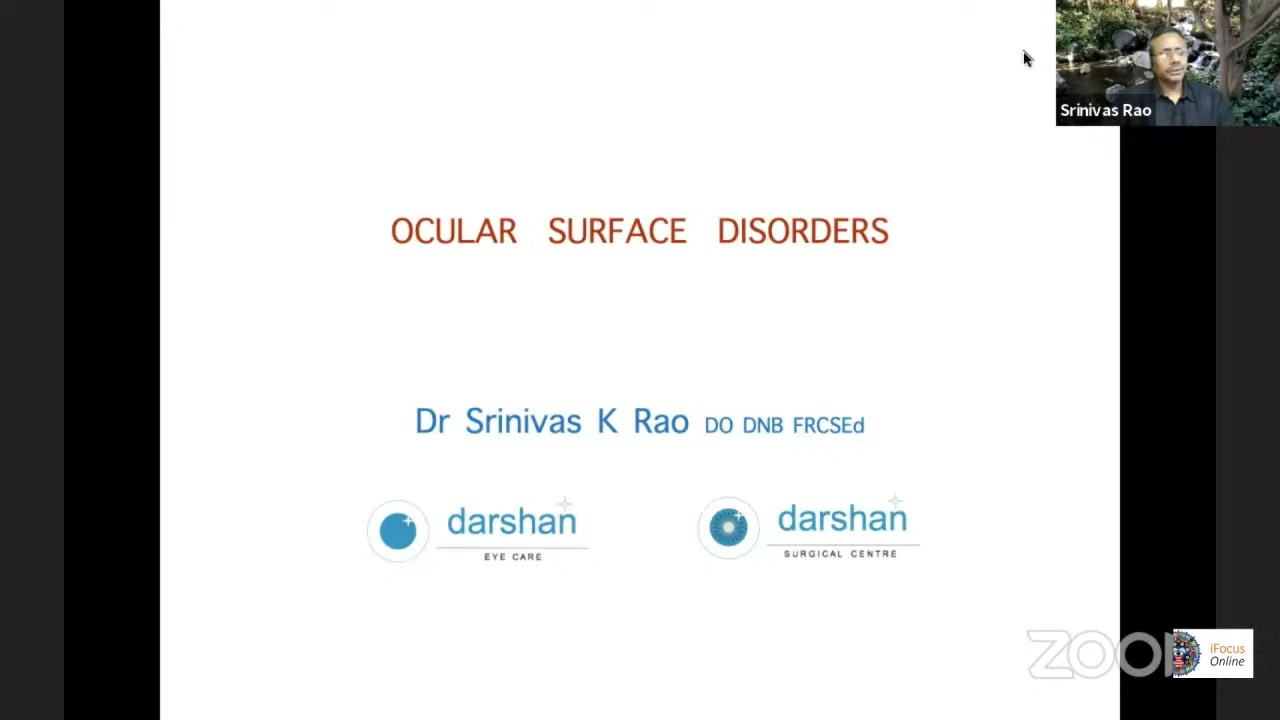 Srinivas Rao
OCULAR SURFACE DISORDERS
Dr Srinivas K Rao DO DNB FRCSEd
darshan
EYE CARE
darshan
SURGICAL CENTRE
ZOOM
iFocus
Online